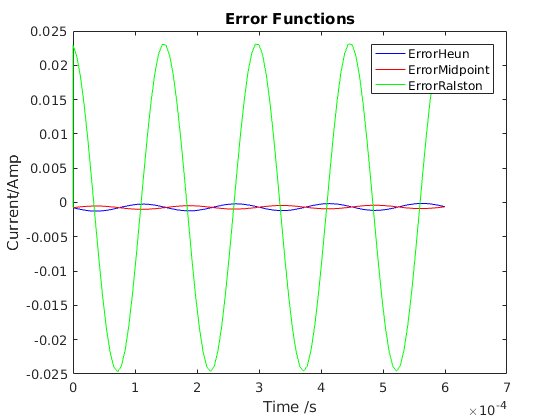 Error Functions
ErrorHeun
ErrorMidpoint
ErrorRalston
0.025
0.02
0.015
0.01
0.005
0
-0.005
-0.01
-0.015
-0.02
-0.025
Current/Amp
0 1 2 3 4 5 6 7
Time /s
×10^-4